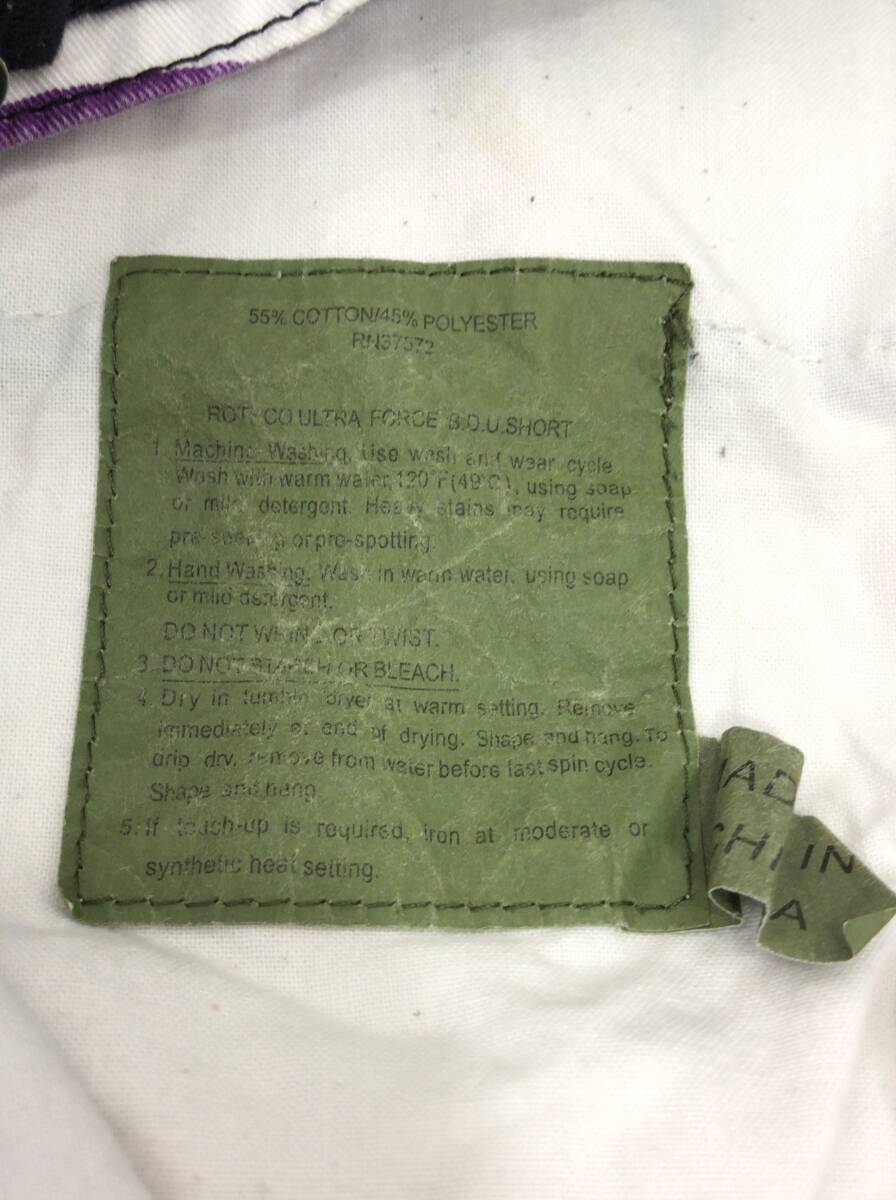 55% COTTON/45% POLYESTER
RN37572
ROTHCO ULTRA FORCE B.D.U.SHORT
1. Machine Washing. Use wash and wear cycle
Wash with warm water, 120°F(49°C), using soap
or mild detergent. Heavy stains may require
pre-soaking or pre-spotting
2. Hand Washing. Wash in warm water, using soap
or mild detergent.
DO NOT WRING OR TWIST.
3. DO NOT STARCH OR BLEACH.
4. Dry in tumble dryer at warm setting. Remove
immediately at end of drying. Shape and hang. To
drip dry, remove from water before last spin cycle.
Shape and hang
5. If touch-up is required, iron at moderate or
synthetic heat setting.
IN